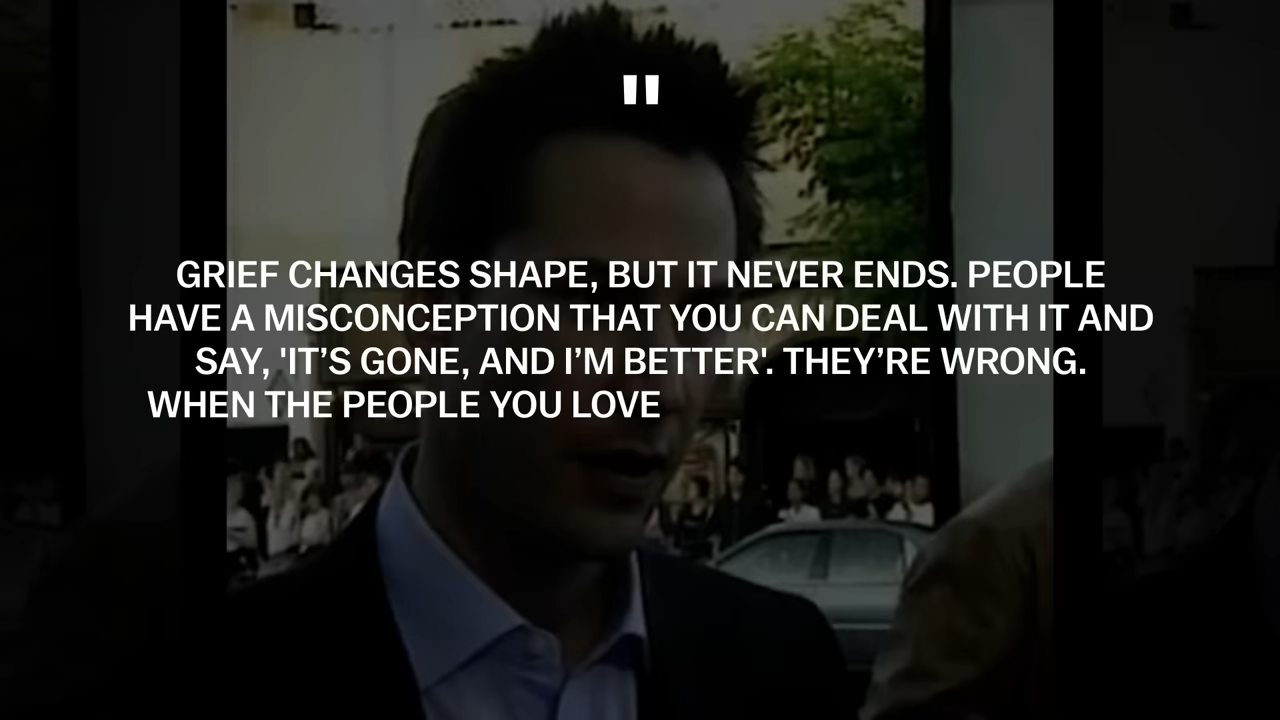 "
GRIEF CHANGES SHAPE, BUT IT NEVER ENDS. PEOPLE
HAVE A MISCONCEPTION THAT YOU CAN DEAL WITH IT AND
SAY, 'IT’S GONE, AND I’M BETTER'. THEY’RE WRONG.
WHEN THE PEOPLE YOU LOVE